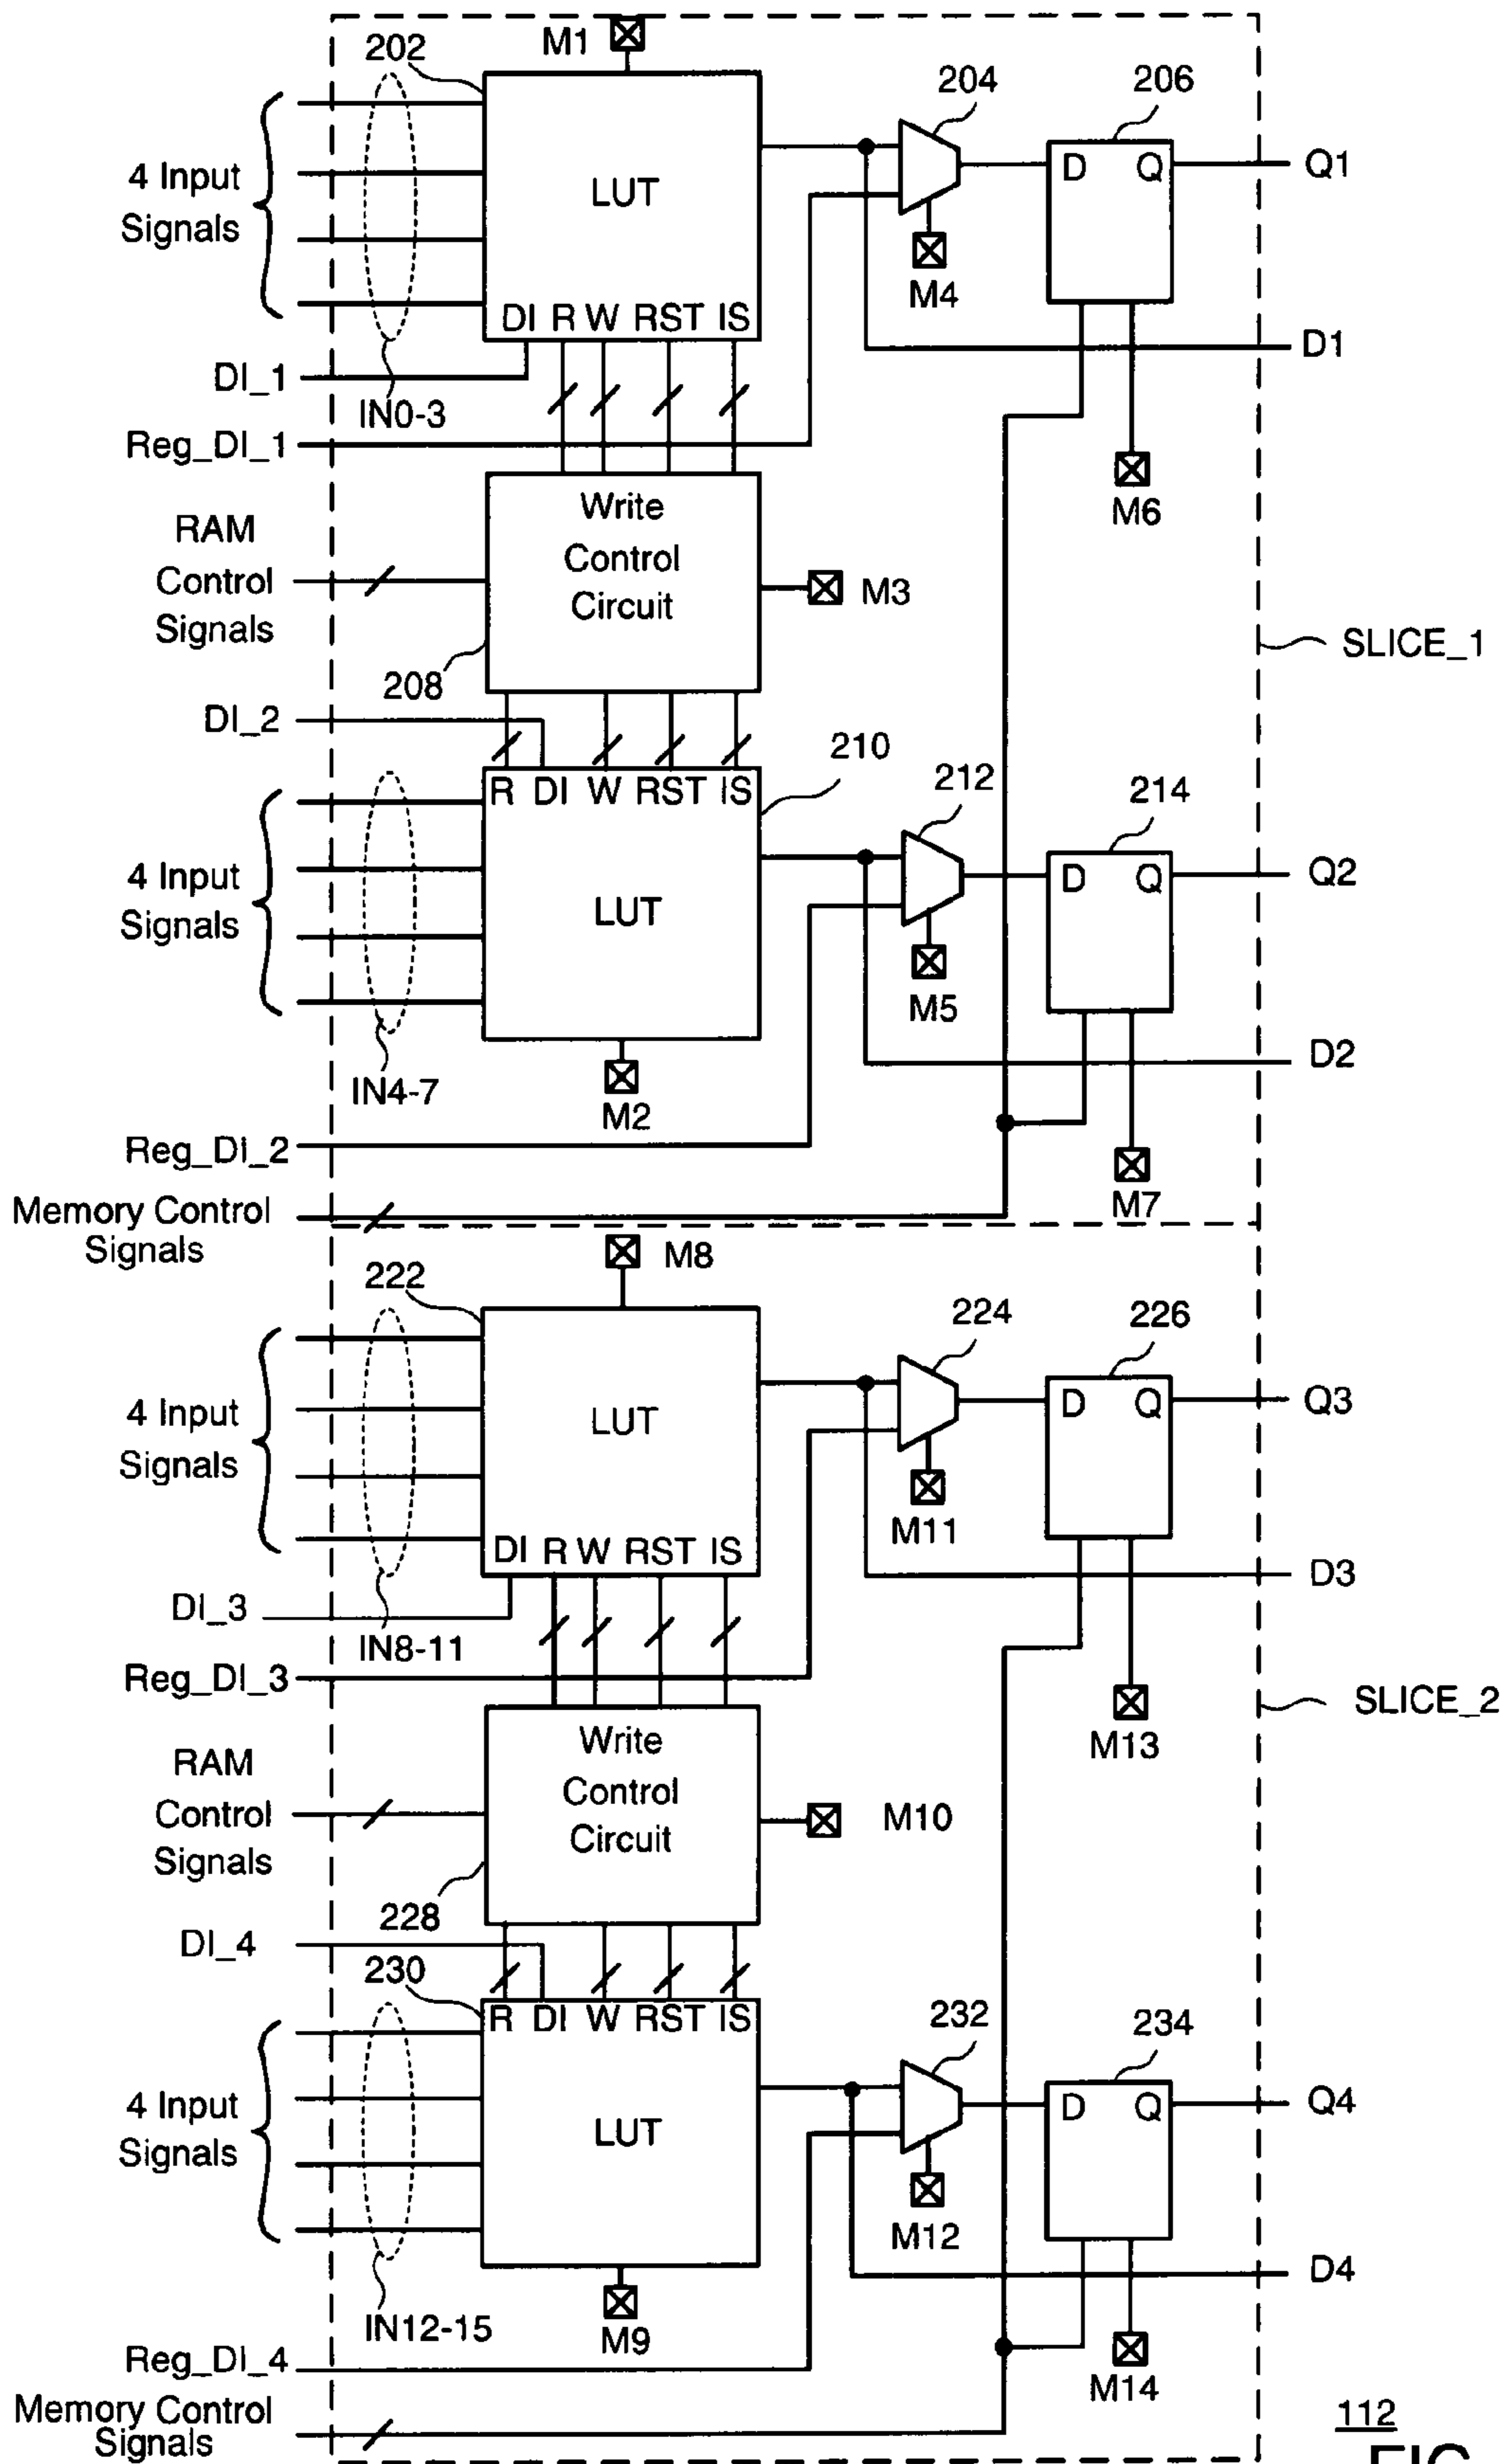 M1
202
204
206
4 Input
Signals
LUT
D Q
Q1
M4
DI R W RST IS
D1
DI_1
IN0-3
Reg_DI_1
M6
RAM
Control
Signals
Write
Control
Circuit
M3
SLICE_1
208
DI_2
210
212
214
R DI W RST IS
4 Input
Signals
LUT
D Q
Q2
M5
D2
IN4-7
M2
Reg_DI_2
M7
Memory Control
Signals
M8
222
224
226
4 Input
Signals
LUT
D Q
Q3
M11
DI R W RST IS
D3
DI_3
IN8-11
Reg_DI_3
SLICE_2
M13
RAM
Control
Signals
Write
Control
Circuit
M10
228
DI_4
230
232
234
R DI W RST IS
4 Input
Signals
LUT
D Q
Q4
M12
D4
IN12-15
M9
Reg_DI_4
M14
Memory Control
Signals
112
FIG